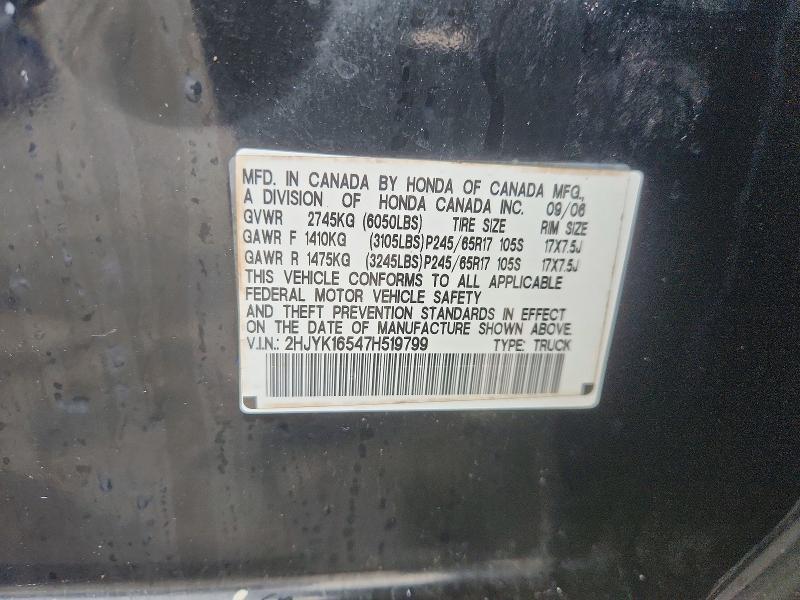 MFD. IN CANADA BY HONDA OF CANADA MFG.,
A DIVISION OF HONDA CANADA INC. 09/06
GVWR 2745KG (6050LBS) TIRE SIZE RIM SIZE
GAWR F 1410KG (3105LBS) P245/65R17 105S 17X7.5J
GAWR R 1475KG (3245LBS) P245/65R17 105S 17X7.5J
THIS VEHICLE CONFORMS TO ALL APPLICABLE
FEDERAL MOTOR VEHICLE SAFETY
AND THEFT PREVENTION STANDARDS IN EFFECT
ON THE DATE OF MANUFACTURE SHOWN ABOVE.
V.I.N.: 2HJYK16547H519799 TYPE: TRUCK